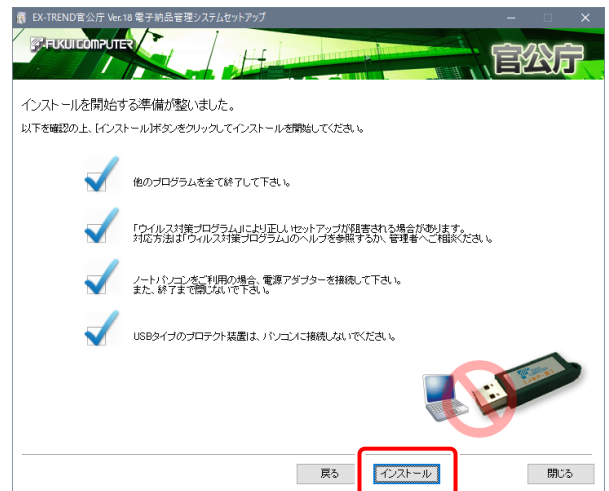 EX-TREND官公庁 Ver.18 電子納品管理システムセットアップ
FUKUI COMPUTER
官公庁
インストールを開始する準備が整いました。
以下を確認の上、[インストール]ボタンをクリックしてインストールを開始してください。
他のプログラムを全て終了して下さい。
「ウイルス対策プログラム」により正しいセットアップが阻害される場合があります。
対応方法は「ウィルス対策プログラム」のヘルプを参照するか、管理者へご相談ください。
ノートパソコンをご利用の場合、電源アダプターを接続して下さい。
また、終了まで閉じないで下さい。
USBタイプのプロテクト装置は、パソコンに接続しないでください。
戻る
インストール
閉じる